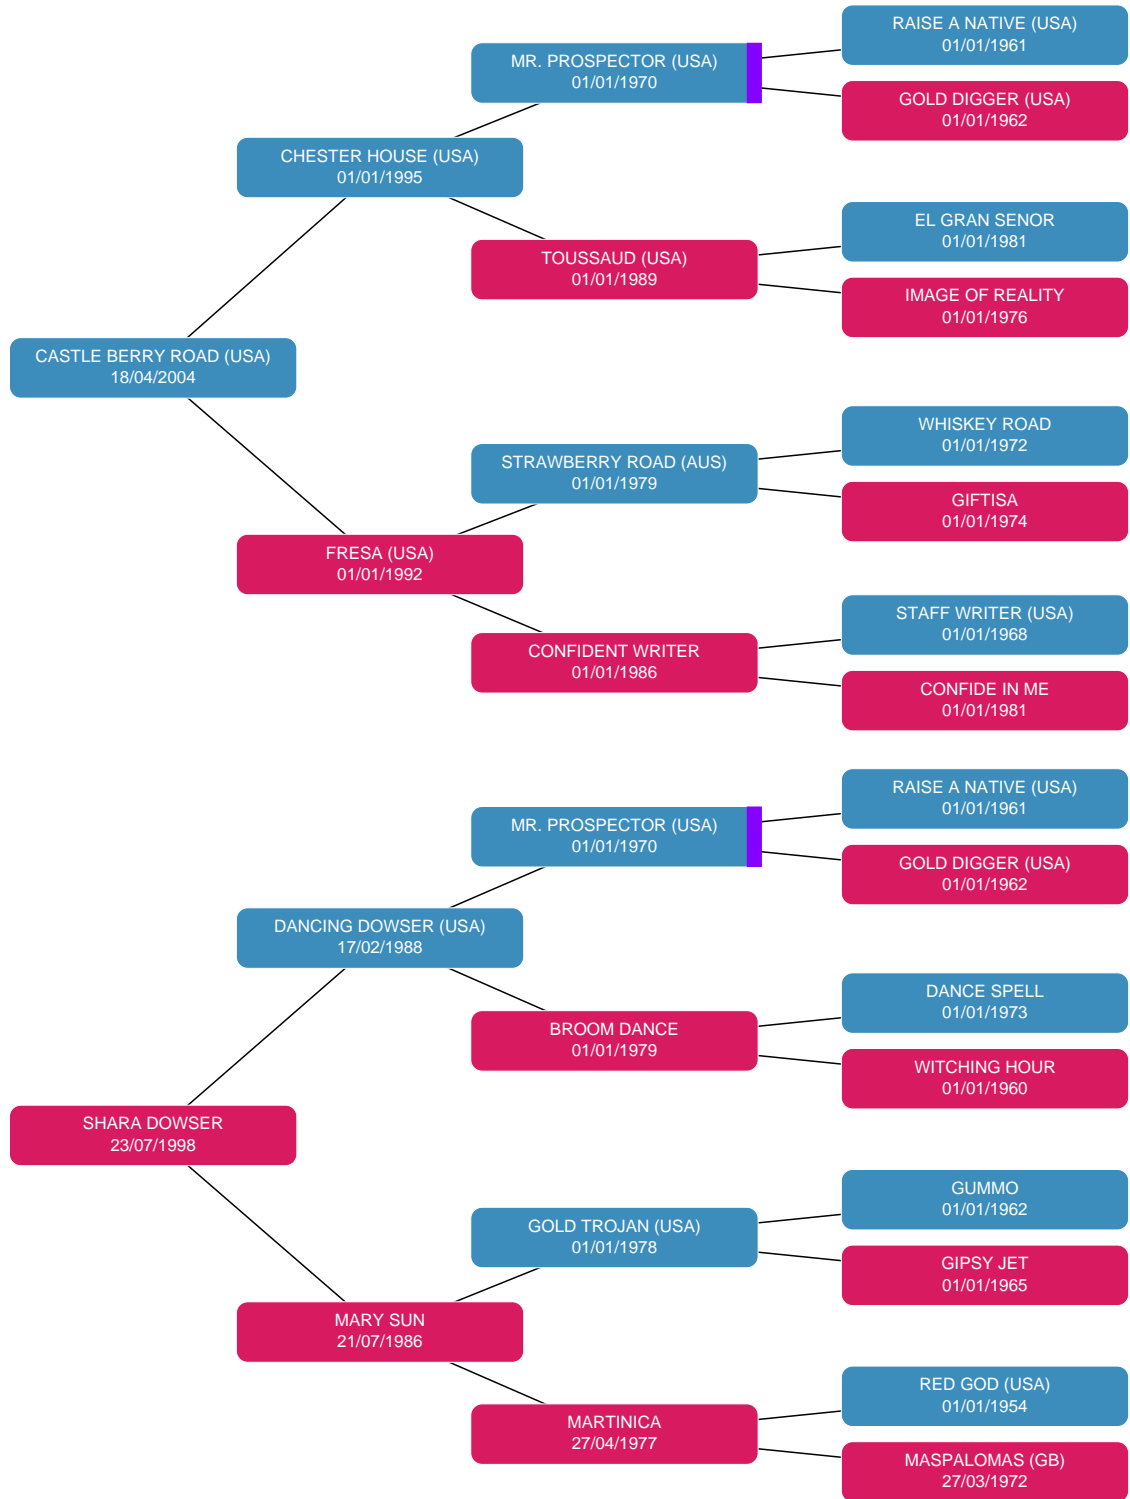 RAISE A NATIVE (USA)
01/01/1961
MR. PROSPECTOR (USA)
01/01/1970
GOLD DIGGER (USA)
01/01/1962
CHESTER HOUSE (USA)
01/01/1995
EL GRAN SENOR
01/01/1981
TOUSSAUD (USA)
01/01/1989
IMAGE OF REALITY
01/01/1976
CASTLE BERRY ROAD (USA)
18/04/2004
WHISKEY ROAD
01/01/1972
STRAWBERRY ROAD (AUS)
01/01/1979
GIFTISA
01/01/1974
FRESA (USA)
01/01/1992
STAFF WRITER (USA)
01/01/1968
CONFIDENT WRITER
01/01/1986
CONFIDE IN ME
01/01/1981
RAISE A NATIVE (USA)
01/01/1961
MR. PROSPECTOR (USA)
01/01/1970
GOLD DIGGER (USA)
01/01/1962
DANCING DOWSER (USA)
17/02/1988
DANCE SPELL
01/01/1973
BROOM DANCE
01/01/1979
WITCHING HOUR
01/01/1960
SHARA DOWSER
23/07/1998
GUMMO
01/01/1962
GOLD TROJAN (USA)
01/01/1978
GIPSY JET
01/01/1965
MARY SUN
21/07/1986
RED GOD (USA)
01/01/1954
MARTINICA
27/04/1977
MASPALOMAS (GB)
27/03/1972